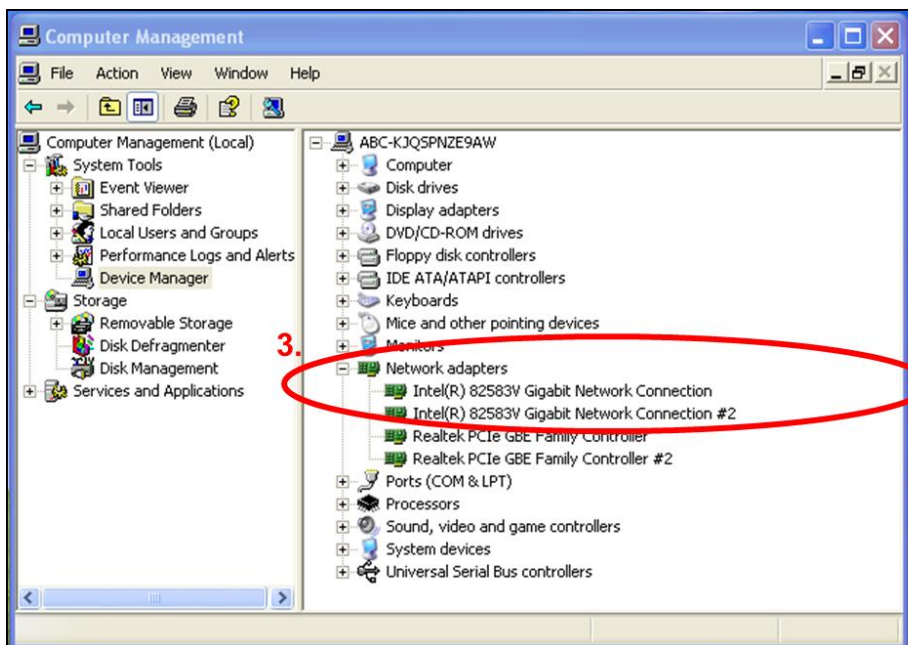 Computer Management
File Action View Window Help
Computer Management (Local)
System Tools
Event Viewer
Shared Folders
Local Users and Groups
Performance Logs and Alerts
Device Manager
Storage
Removable Storage
Disk Defragmenter
Disk Management
Services and Applications
ABC-KJQSPNZE9AW
Computer
Disk drives
Display adapters
DVD/CD-ROM drives
Floppy disk controllers
IDE ATA/ATAPI controllers
Keyboards
Mice and other pointing devices
Monitors
3.
Network adapters
Intel(R) 82583V Gigabit Network Connection
Intel(R) 82583V Gigabit Network Connection #2
Realtek PCIe GBE Family Controller
Realtek PCIe GBE Family Controller #2
Ports (COM & LPT)
Processors
Sound, video and game controllers
System devices
Universal Serial Bus controllers